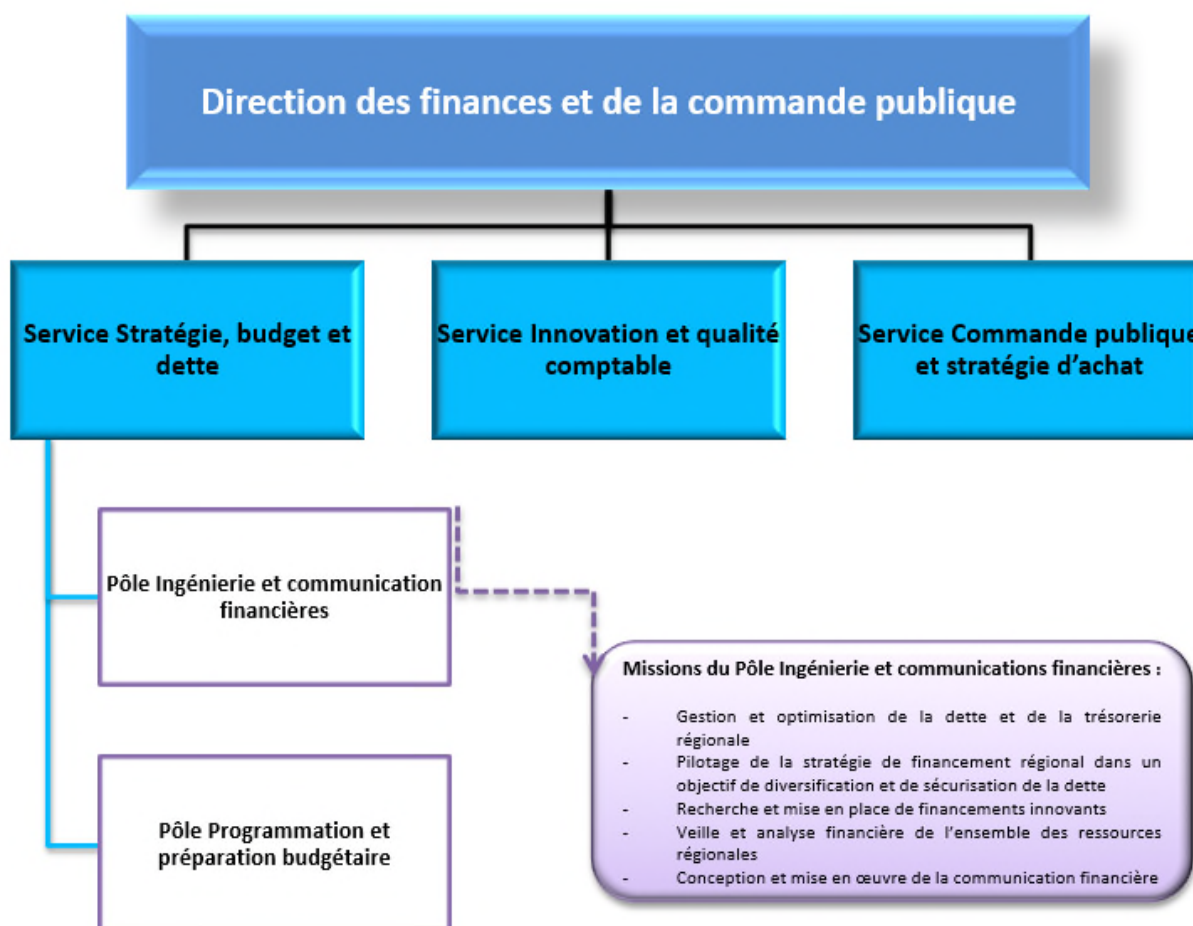 Direction des finances et de la commande publique
Service Stratégie, budget et
dette
Service Innovation et qualité
comptable
Service Commande publique
et stratégie d’achat
Pôle Ingénierie et communication
financières
Pôle Programmation et
préparation budgétaire
Missions du Pôle Ingénierie et communications financières :
- Gestion et optimisation de la dette et de la trésorerie
régionale
- Pilotage de la stratégie de financement régional dans un
objectif de diversification et de sécurisation de la dette
- Recherche et mise en place de financements innovants
- Veille et analyse financière de l’ensemble des ressources
régionales
- Conception et mise en œuvre de la communication financière